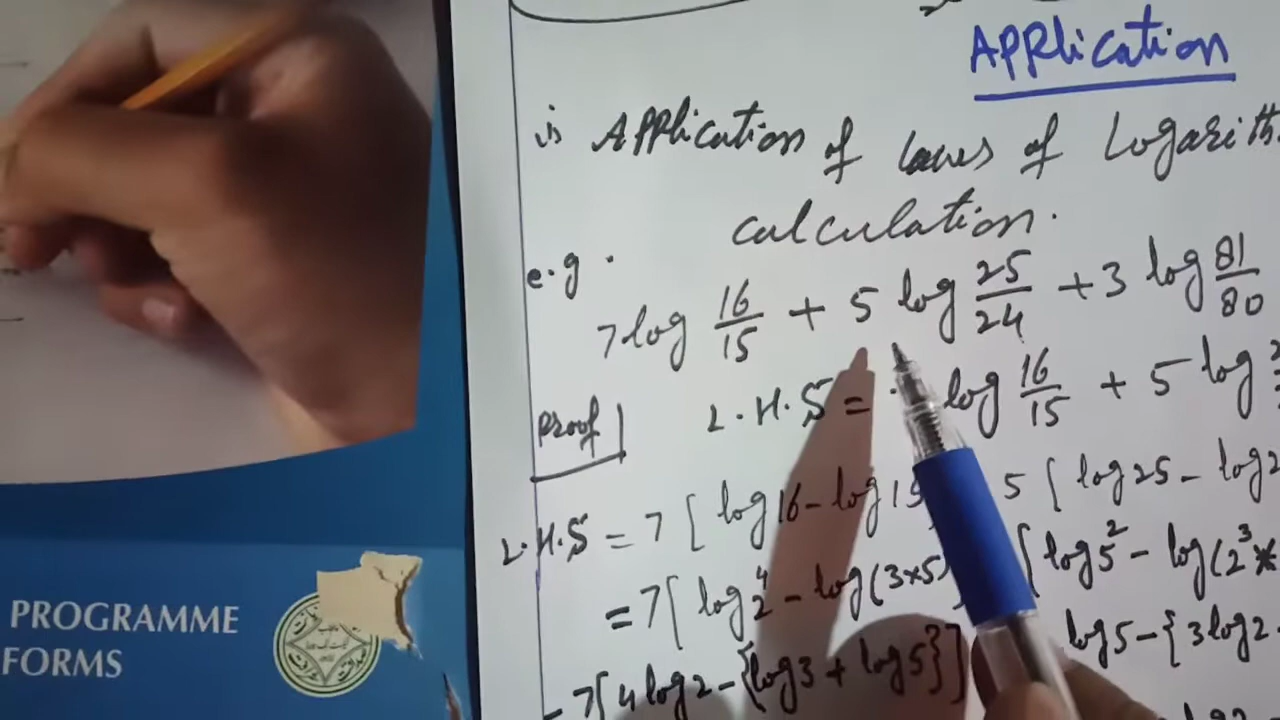 Application
is Application of laws of Logarith
calculation.
e.g.
7 log 16/15 + 5 log 25/24 + 3 log 81/80
Proof L.H.S = log 16/15 + 5 log
L.H.S = 7 [ log 16 - log 15 5 [ log 25 - log 2
= 7 [ log 2^4 - log (3×5) [ log 5^2 - log (2^3 *
= 7 [ 4 log 2 - { log 3 + log 5 } ] log 5 - { 3 log 2
PROGRAMME
FORMS